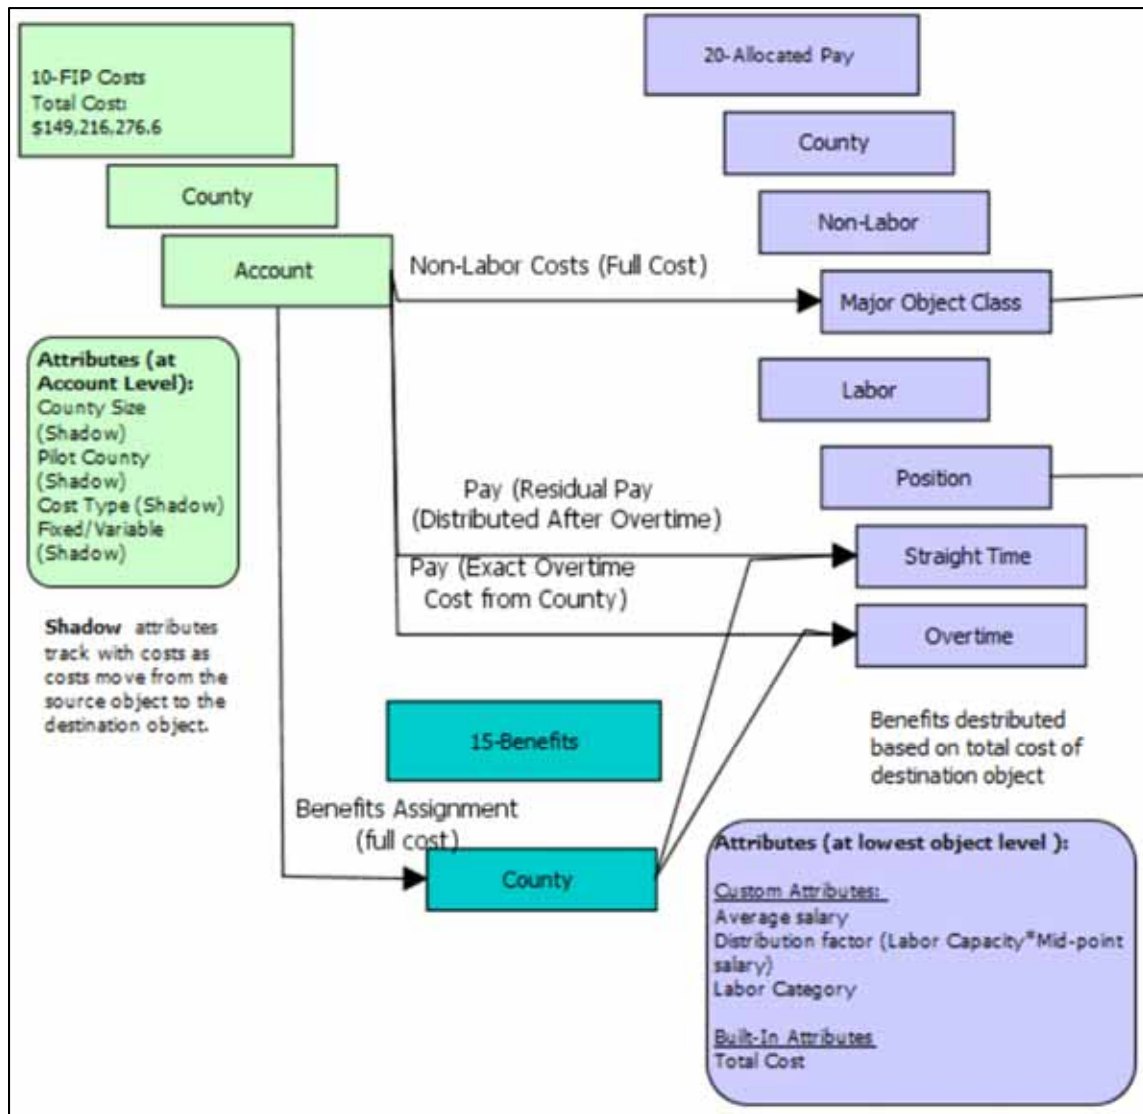 10-FIP Costs
Total Cost:
$149,216,276.6
County
Account
Attributes (at
Account Level):
County Size
(Shadow)
Pilot County
(Shadow)
Cost Type (Shadow)
Fixed/Variable
(Shadow)
Shadow attributes
track with costs as
costs move from the
source object to the
destination object.
Non-Labor Costs (Full Cost)
Pay (Residual Pay
(Distributed After Overtime)
Pay (Exact Overtime
Cost from County)
15-Benefits
Benefits Assignment
(full cost)
County
20-Allocated Pay
County
Non-Labor
Major Object Class
Labor
Position
Straight Time
Overtime
Benefits destributed
based on total cost of
destination object
Attributes (at lowest object level ):
Custom Attributes:
Average salary
Distribution factor (Labor Capacity*Mid-point
salary)
Labor Category
Built-In Attributes
Total Cost